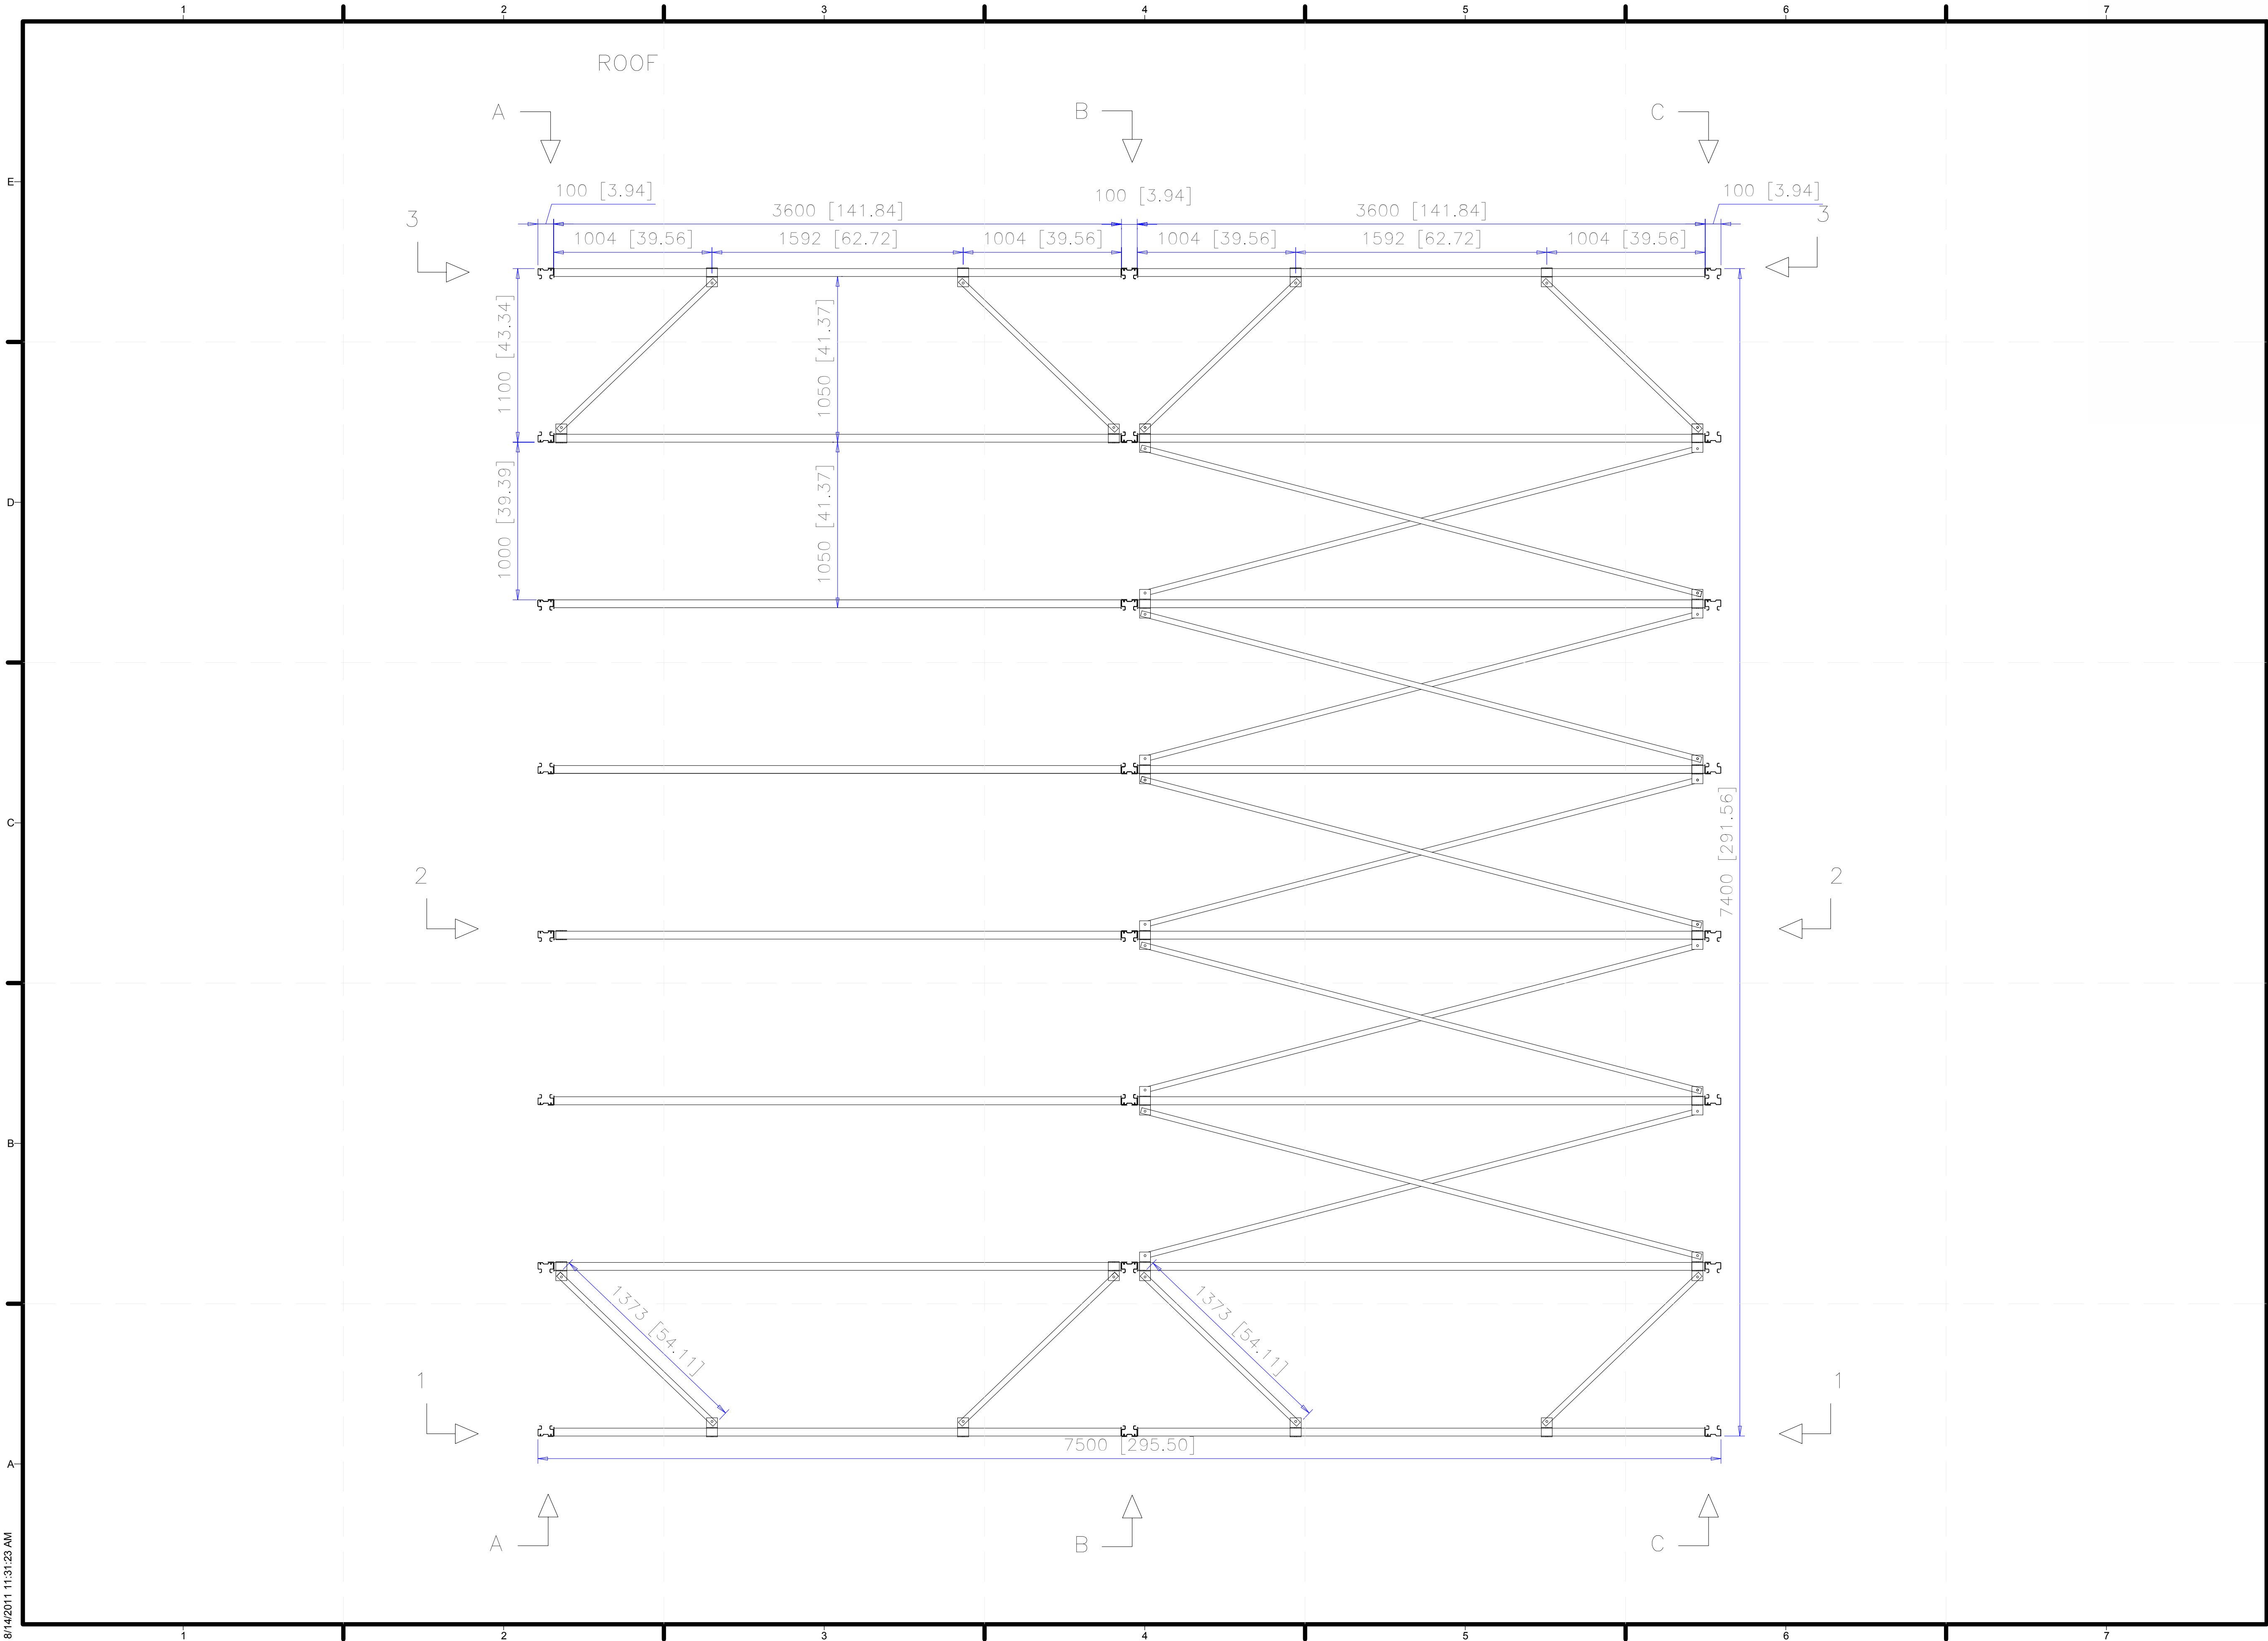 1 2 3 4 5 6 7
ROOF
A B C
E
100 [3.94] 100 [3.94] 100 [3.94]
3 3600 [141.84] 3600 [141.84] 3
1004 [39.56] 1592 [62.72] 1004 [39.56] 1004 [39.56] 1592 [62.72] 1004 [39.56]
1100 [43.34]
1050 [41.37]
D
1000 [39.39]
1050 [41.37]
C
7400 [291.56]
2 2
B
1373 [54.11] 1373 [54.11]
1 1
7500 [295.50]
A
A B C
8/14/2011 11:31:23 AM
1 2 3 4 5 6 7